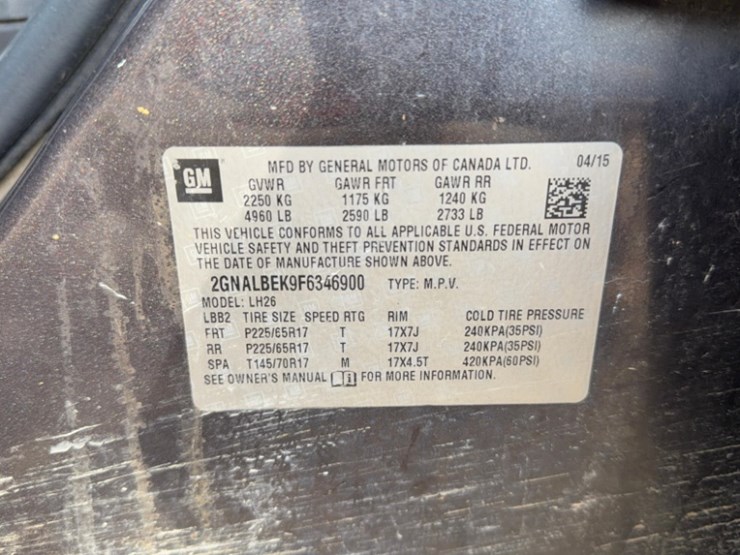 GM
MFD BY GENERAL MOTORS OF CANADA LTD. 04/15
GVWR GAWR FRT GAWR RR
2250 KG 1175 KG 1240 KG
4960 LB 2590 LB 2733 LB
THIS VEHICLE CONFORMS TO ALL APPLICABLE U.S. FEDERAL MOTOR
VEHICLE SAFETY AND THEFT PREVENTION STANDARDS IN EFFECT ON
THE DATE OF MANUFACTURE SHOWN ABOVE.
2GNALBEK9F6346900 TYPE: M.P.V.
MODEL: LH26
LBB2 TIRE SIZE SPEED RTG RIM COLD TIRE PRESSURE
FRT P225/65R17 T 17X7J 240KPA(35PSI)
RR P225/65R17 T 17X7J 240KPA(35PSI)
SPA T145/70R17 M 17X4.5T 420KPA(60PSI)
SEE OWNER'S MANUAL FOR MORE INFORMATION.